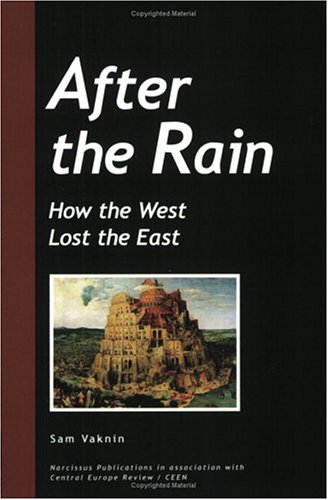 After
the Rain
How the West
Lost the East
Sam Vaknin
Narcissus Publications in association with
Central Europe Review / CEEN